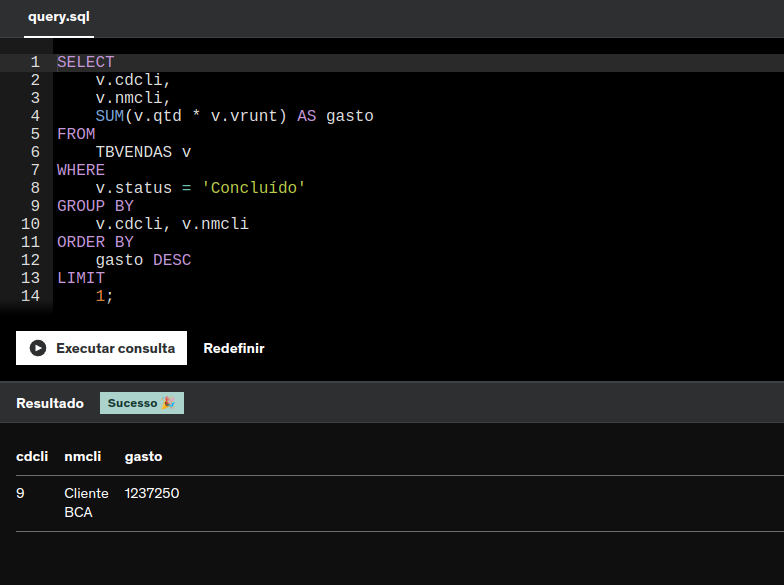 query.sql
1 SELECT
2     v.cdcli,
3     v.nmcli,
4     SUM(v.qtd * v.vrunt) AS gasto
5 FROM
6     TBVENDAS v
7 WHERE
8     v.status = 'Concluído'
9 GROUP BY
10     v.cdcli, v.nmcli
11 ORDER BY
12     gasto DESC
13 LIMIT
14     1;
Executar consulta Redefinir
Resultado Sucesso 🎉
cdcli nmcli gasto
9 Cliente 1237250
BCA